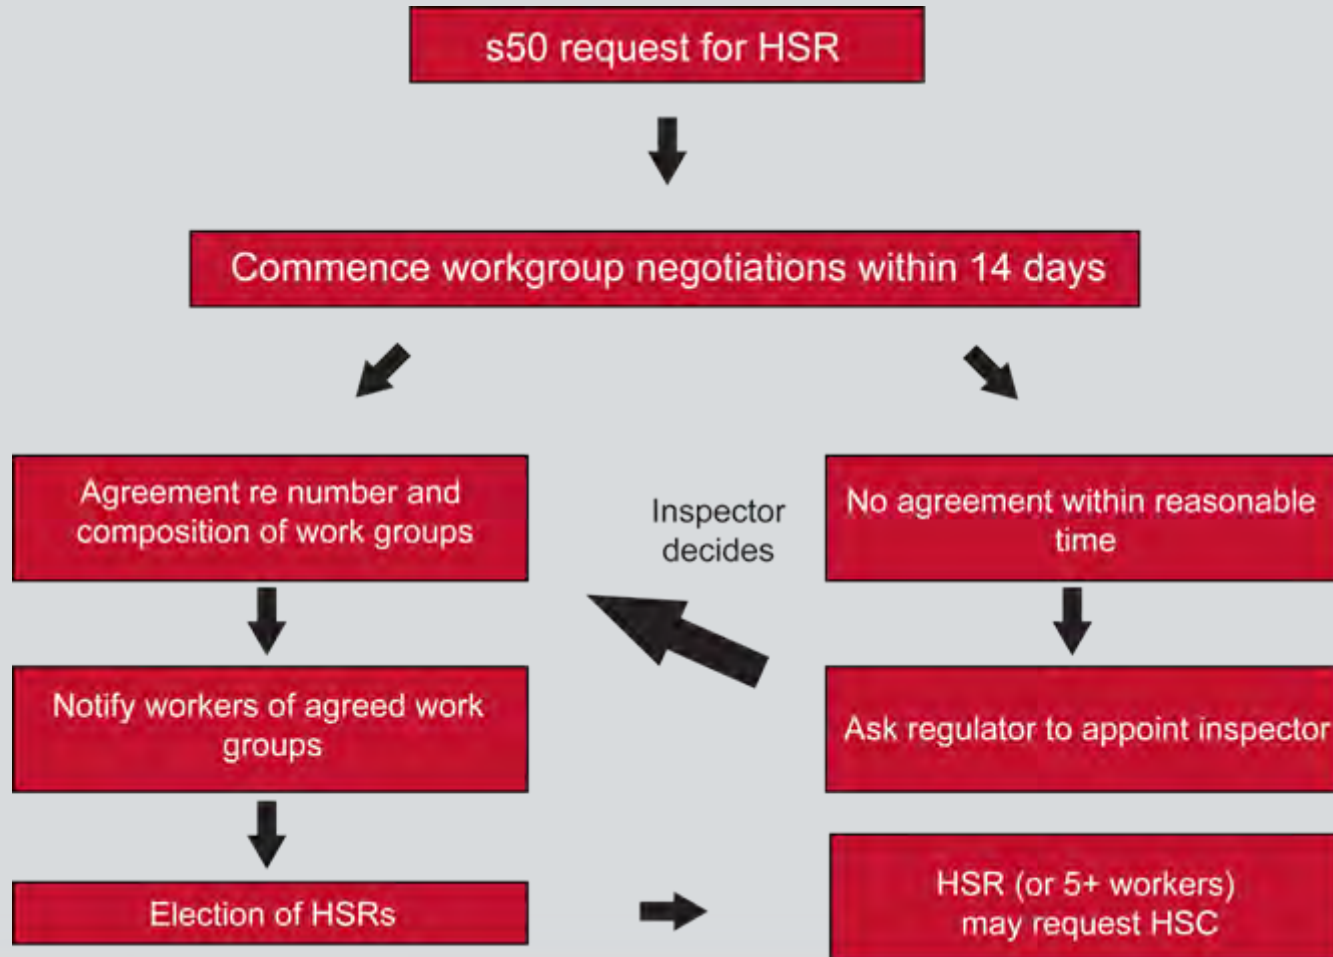 s50 request for HSR
Commence workgroup negotiations within 14 days
Agreement re number and
composition of work groups
Inspector
decides
No agreement within reasonable
time
Notify workers of agreed work
groups
Ask regulator to appoint inspector
Election of HSRs
HSR (or 5+ workers)
may request HSC